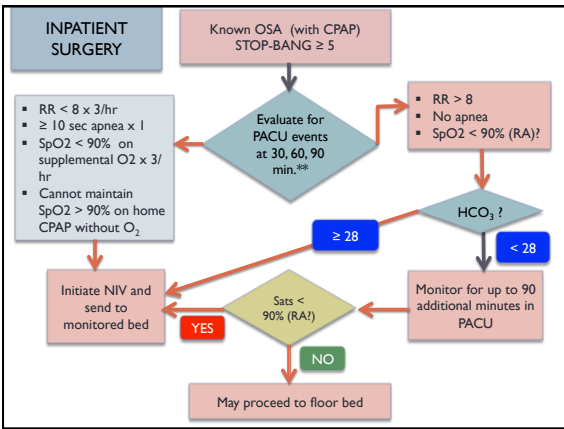 INPATIENT
SURGERY
Known OSA (with CPAP)
STOP-BANG ≥ 5
▪ RR < 8 x 3/hr
▪ ≥ 10 sec apnea x 1
▪ SpO2 < 90% on
supplemental O2 x 3/
hr
▪ Cannot maintain
SpO2 > 90% on home
CPAP without O₂
Evaluate for
PACU events
at 30, 60, 90
min.**
▪ RR > 8
▪ No apnea
▪ SpO2 < 90% (RA)?
HCO₃ ?
≥ 28
< 28
Initiate NIV and
send to
monitored bed
YES
Sats <
90% (RA?)
Monitor for up to 90
additional minutes in
PACU
NO
May proceed to floor bed